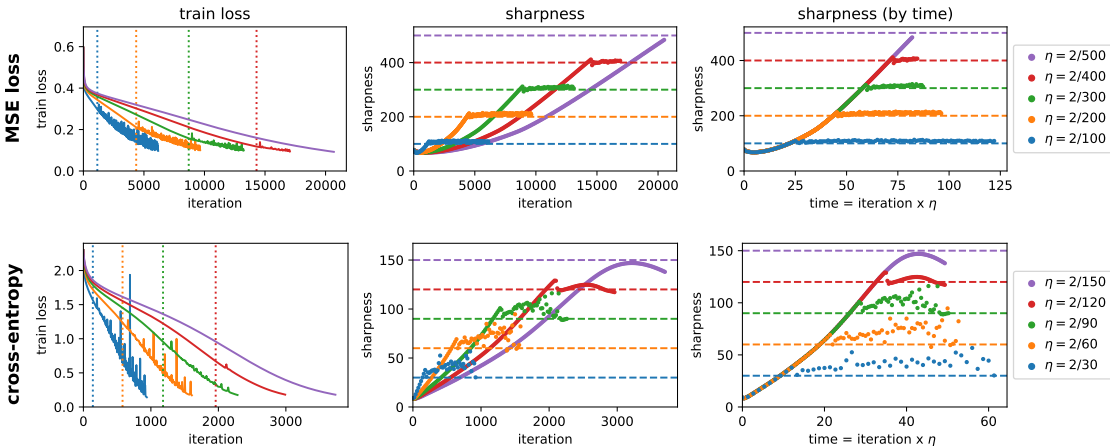 train loss
sharpness
sharpness (by time)
MSE loss
train loss
0.6
0.4
0.2
0.0
0
5000
10000
15000
20000
iteration
sharpness
400
200
0
0
5000
10000
15000
20000
iteration
sharpness
400
200
0
0
25
50
75
100
125
time = iteration x η
η = 2/500
η = 2/400
η = 2/300
η = 2/200
η = 2/100
cross-entropy
train loss
2.0
1.5
1.0
0.5
0.0
0
1000
2000
3000
iteration
sharpness
150
100
50
0
0
1000
2000
3000
iteration
sharpness
150
100
50
0
0
20
40
60
time = iteration x η
η = 2/150
η = 2/120
η = 2/90
η = 2/60
η = 2/30